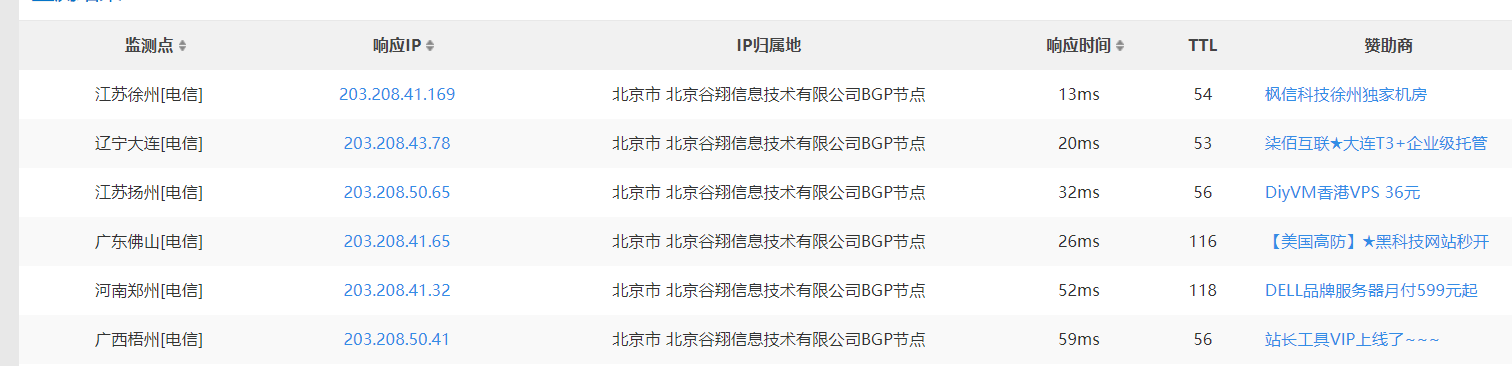 监测点 响应IP IP归属地 响应时间 TTL 赞助商
江苏徐州[电信] 203.208.41.169 北京市 北京谷翔信息技术有限公司BGP节点 13ms 54 枫信科技徐州独家机房
辽宁大连[电信] 203.208.43.78 北京市 北京谷翔信息技术有限公司BGP节点 20ms 53 柒佰互联★大连T3+企业级托管
江苏扬州[电信] 203.208.50.65 北京市 北京谷翔信息技术有限公司BGP节点 32ms 56 DiyVM香港VPS 36元
广东佛山[电信] 203.208.41.65 北京市 北京谷翔信息技术有限公司BGP节点 26ms 116 【美国高防】★黑科技网站秒开
河南郑州[电信] 203.208.41.32 北京市 北京谷翔信息技术有限公司BGP节点 52ms 118 DELL品牌服务器月付599元起
广西梧州[电信] 203.208.50.41 北京市 北京谷翔信息技术有限公司BGP节点 59ms 56 站长工具VIP上线了~~~